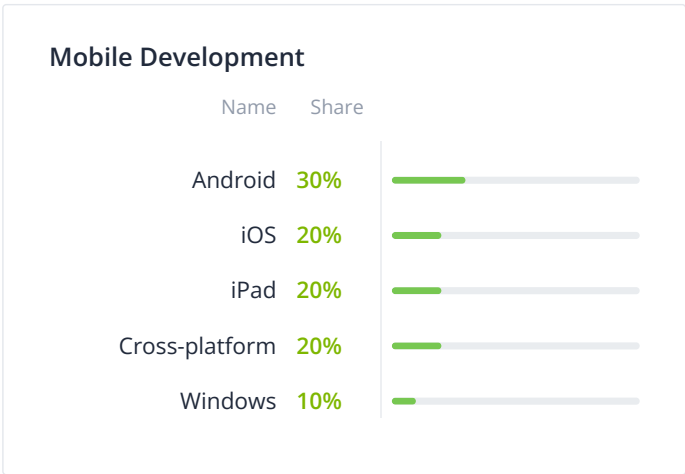 Mobile Development
Name Share
Android 30%
iOS 20%
iPad 20%
Cross-platform 20%
Windows 10%